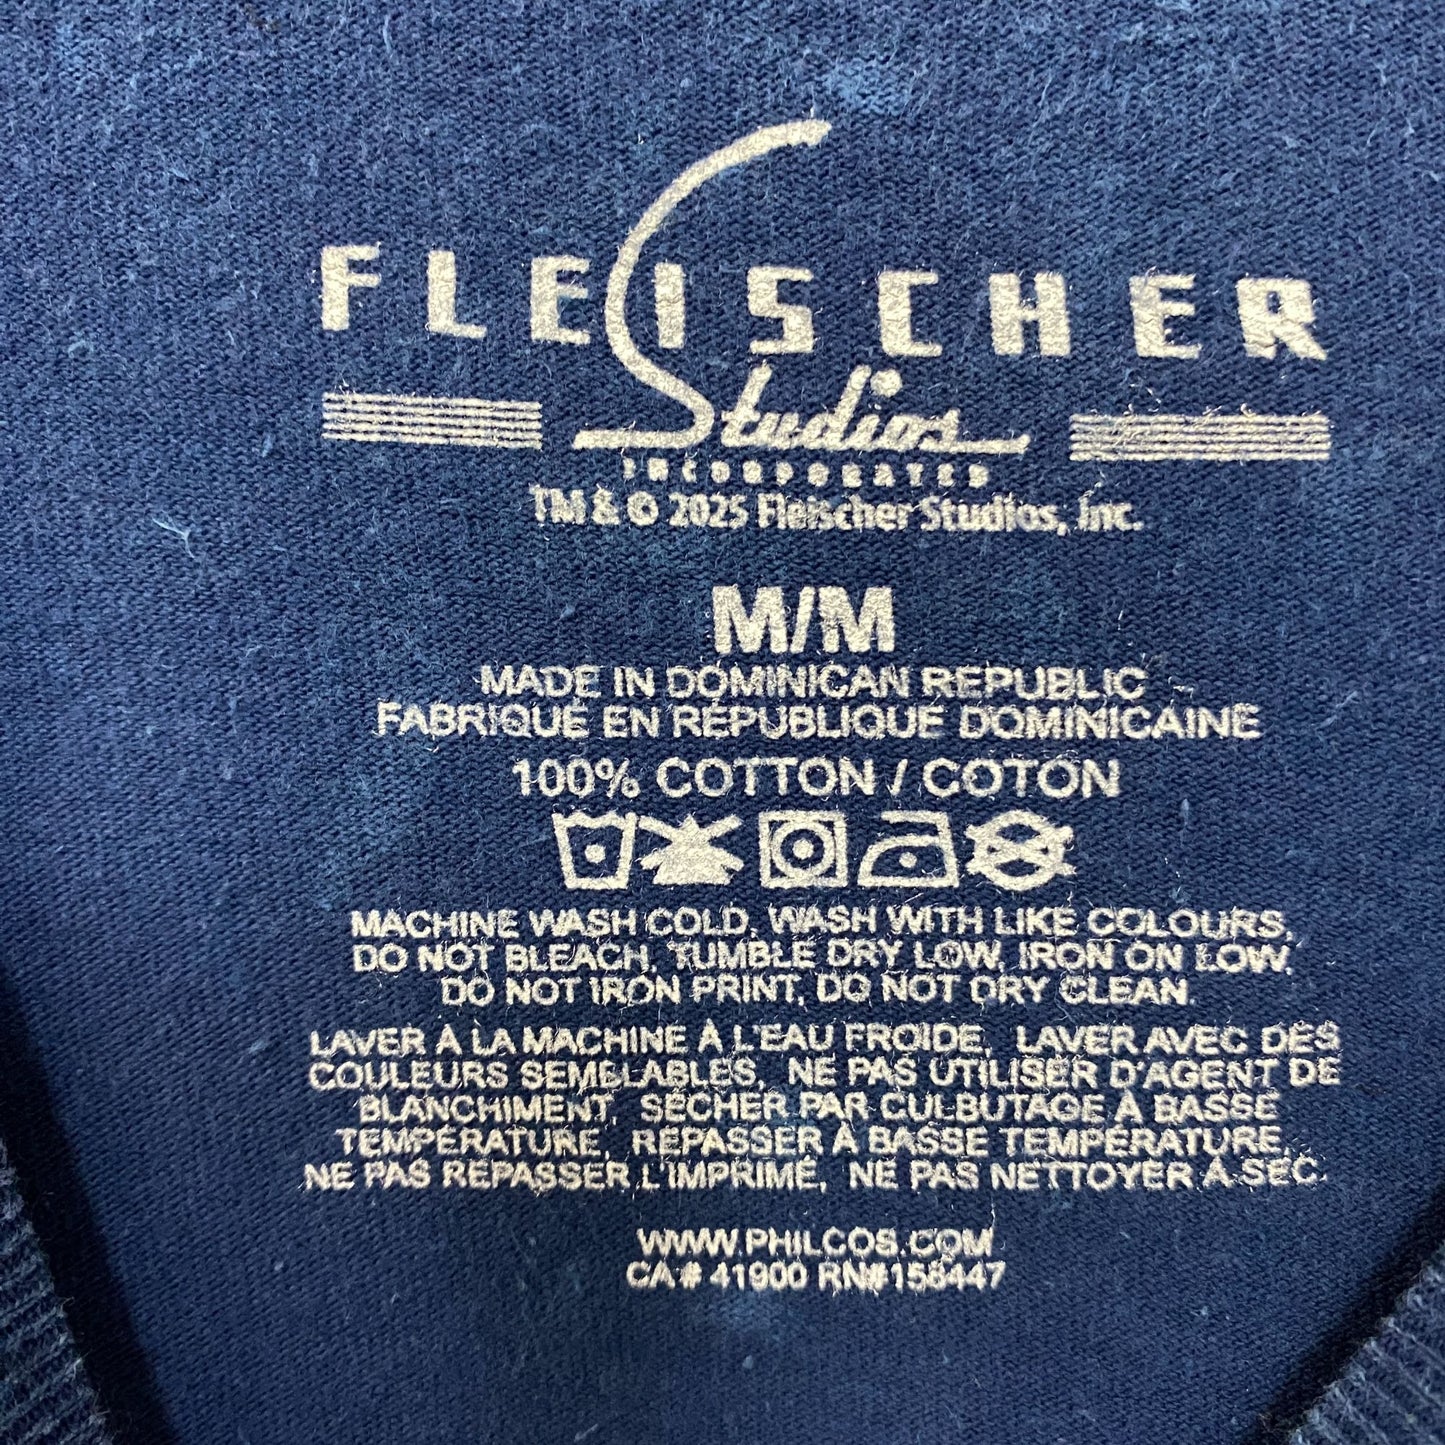 FLEISCHER
Studios
INCORPORATED
TM & © 2025 Fleischer Studios, Inc.
M/M
MADE IN DOMINICAN REPUBLIC
FABRIQUÉ EN RÉPUBLIQUE DOMINICAINE
100% COTTON / COTON
MACHINE WASH COLD, WASH WITH LIKE COLOURS,
DO NOT BLEACH, TUMBLE DRY LOW, IRON ON LOW,
DO NOT IRON PRINT, DO NOT DRY CLEAN.
LAVER À LA MACHINE À L'EAU FROIDE, LAVER AVEC DES
COULEURS SEMBLABLES, NE PAS UTILISER D'AGENT DE
BLANCHIMENT, SÉCHER PAR CULBUTAGE À BASSE
TEMPÉRATURE, REPASSER À BASSE TEMPÉRATURE,
NE PAS REPASSER L'IMPRIMÉ, NE PAS NETTOYER À SEC.
WWW.PHILCOS.COM
CA# 41900 RN#158447